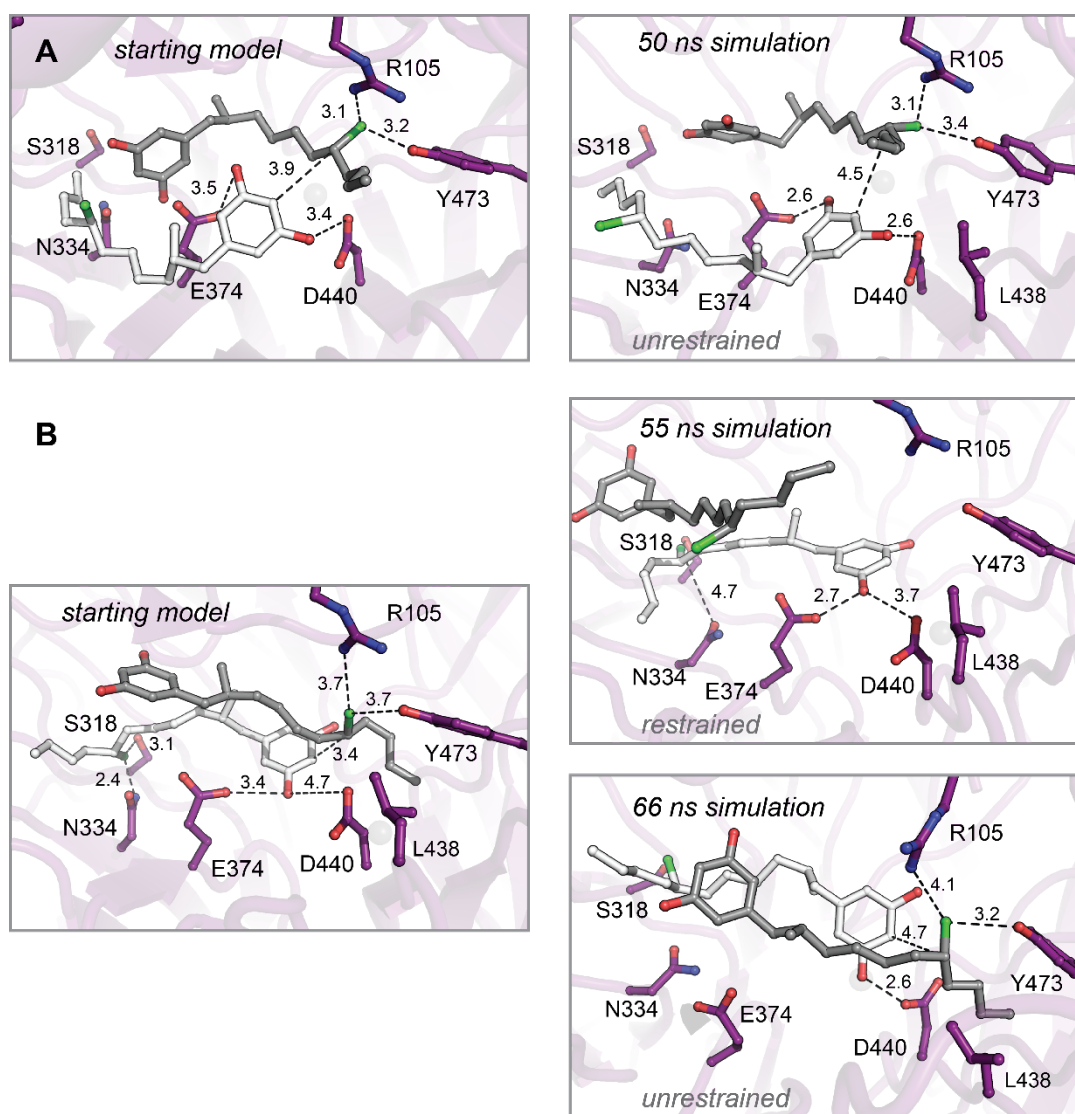 A
starting model
R105
3.1
3.2
S318
3.9
3.5
Y473
3.4
N334
E374
D440
50 ns simulation
R105
3.1
3.4
S318
4.5
Y473
2.6
2.6
N334
E374
D440
L438
unrestrained
B
starting model
R105
3.7
3.7
S318
3.1
3.4
Y473
2.4
3.4
4.7
N334
E374
D440
L438
55 ns simulation
R105
S318
Y473
4.7
2.7
3.7
N334
L438
E374
D440
restrained
66 ns simulation
R105
4.1
S318
3.2
4.7
Y473
N334
2.6
E374
D440
L438
unrestrained